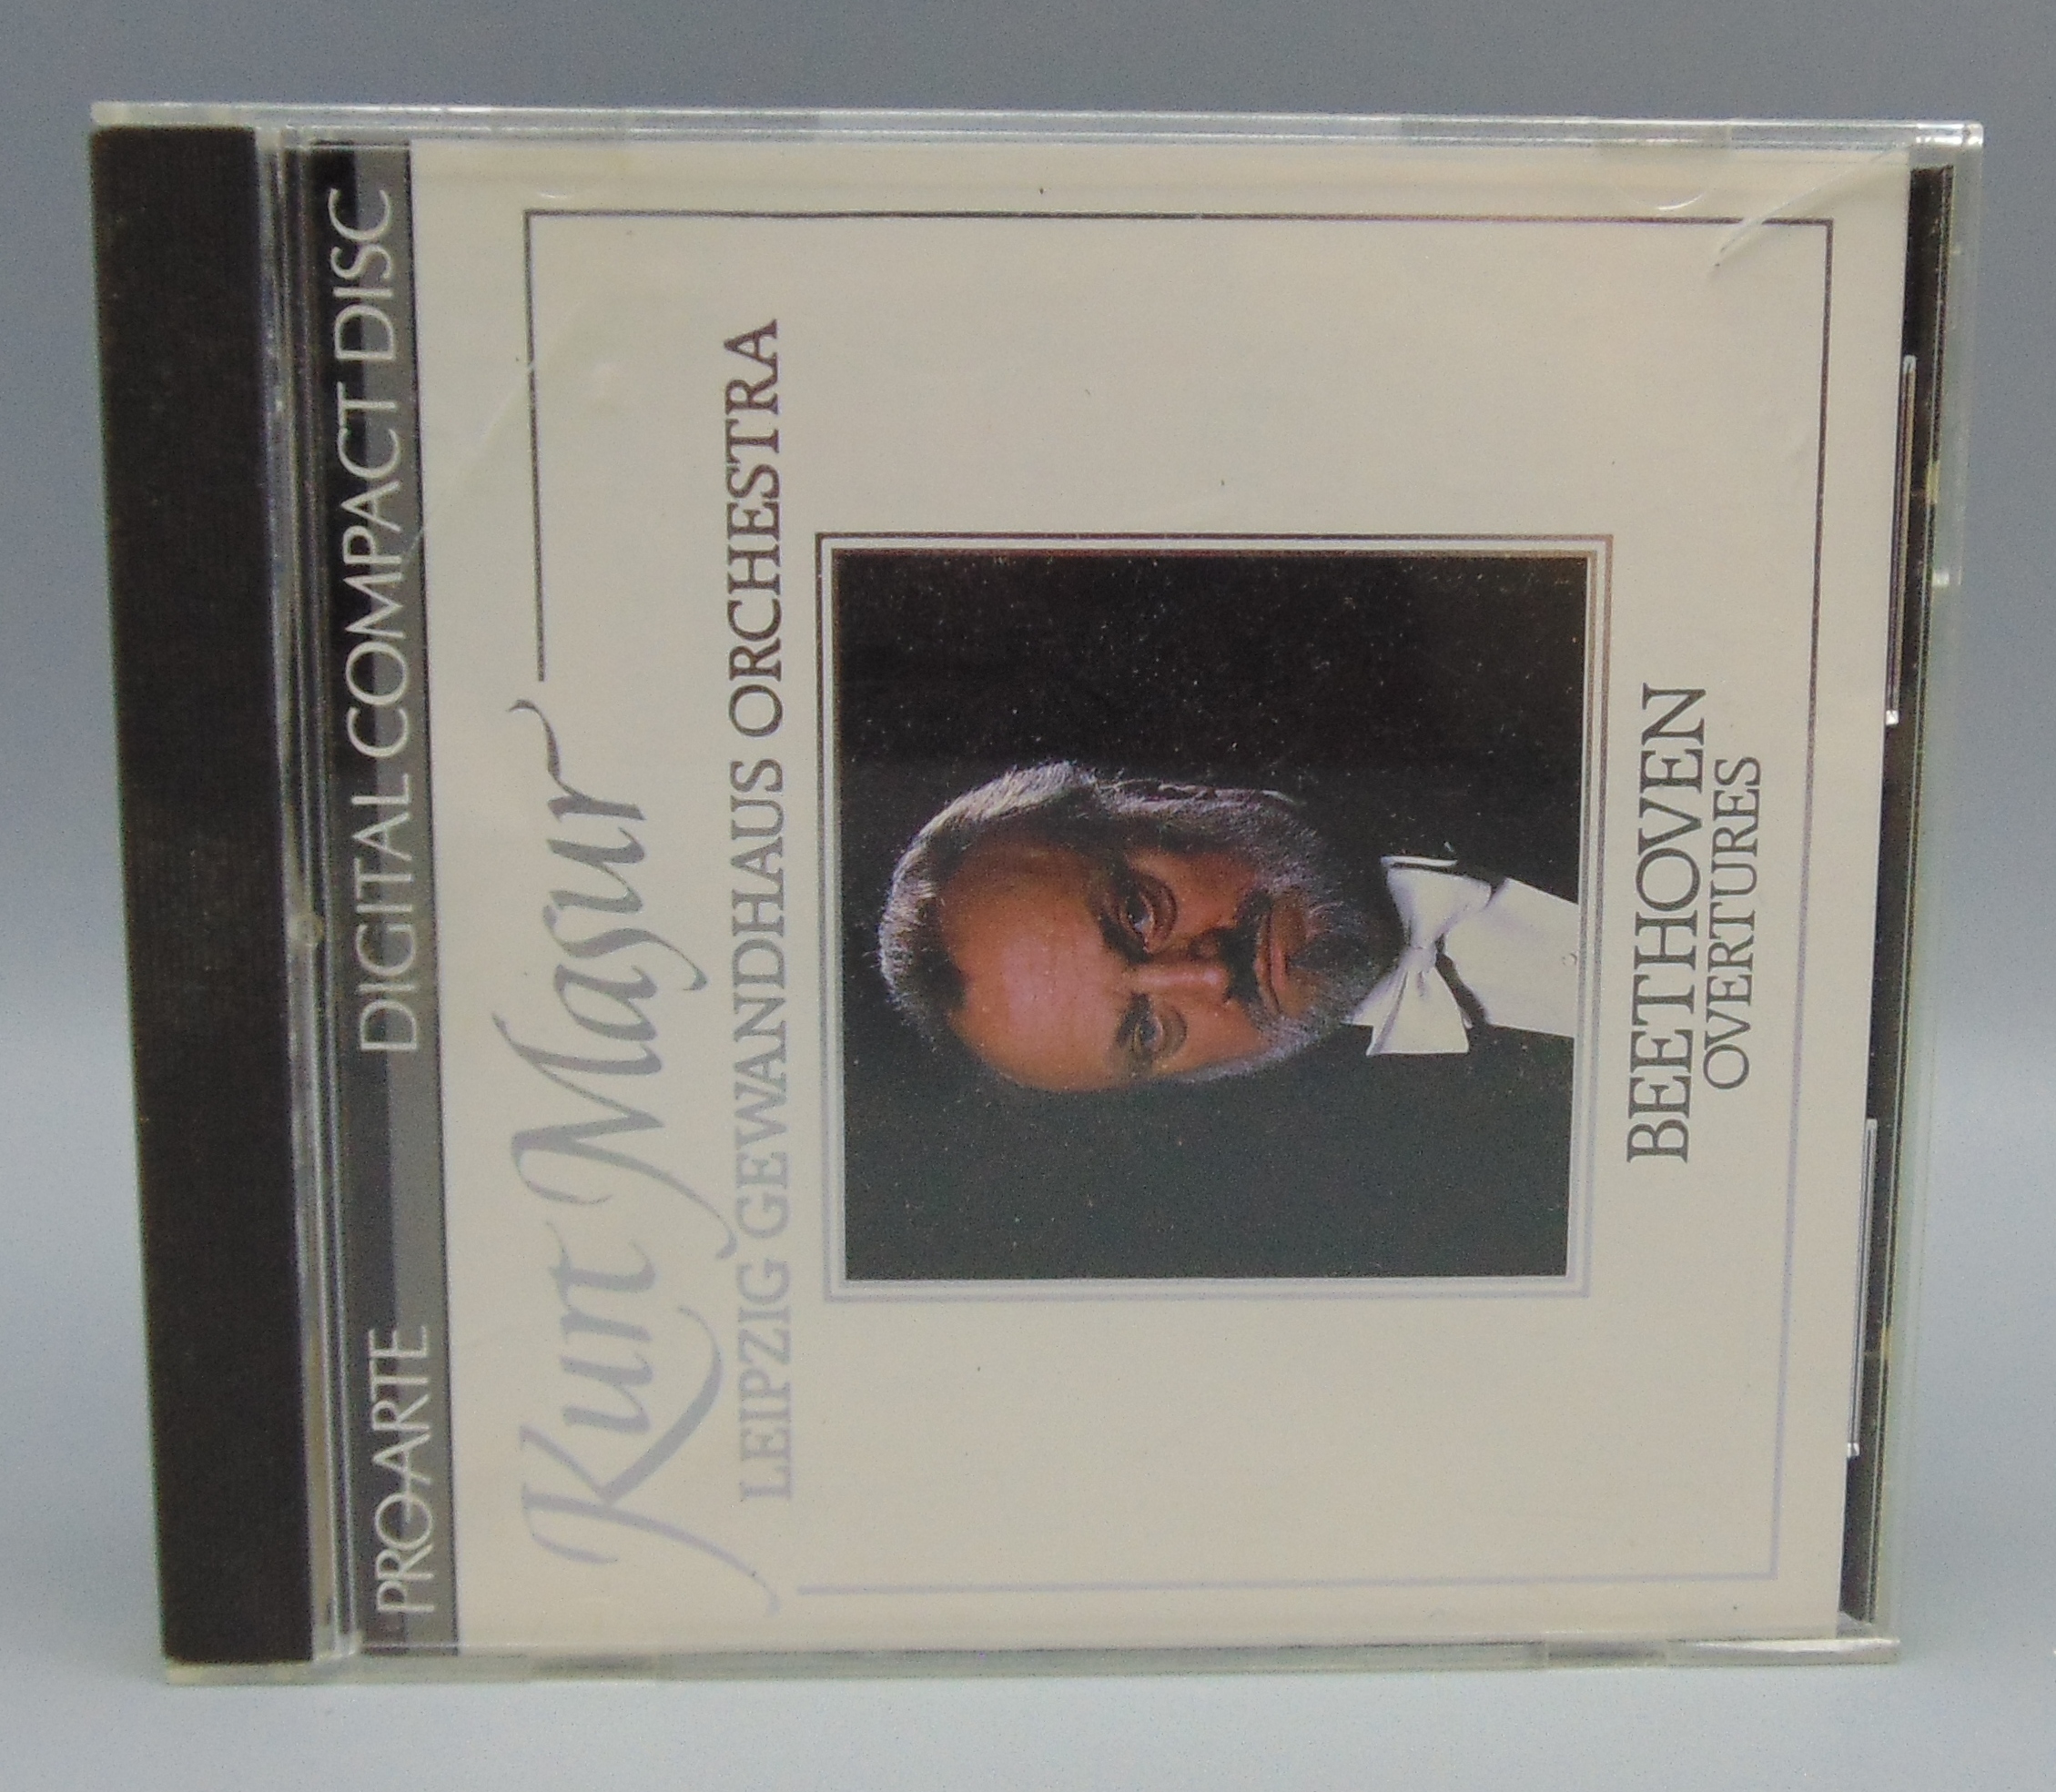 PRO-ARTE DIGITAL COMPACT DISC
Kurt Masur
LEIPZIG GEWANDHAUS ORCHESTRA
BEETHOVEN
OVERTURES